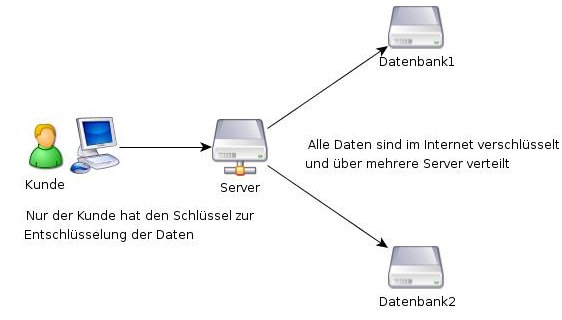 Datenbank1
Alle Daten sind im Internet verschlüsselt
und über mehrere Server verteilt
Kunde
Server
Nur der Kunde hat den Schlüssel zur
Entschlüsselung der Daten
Datenbank2